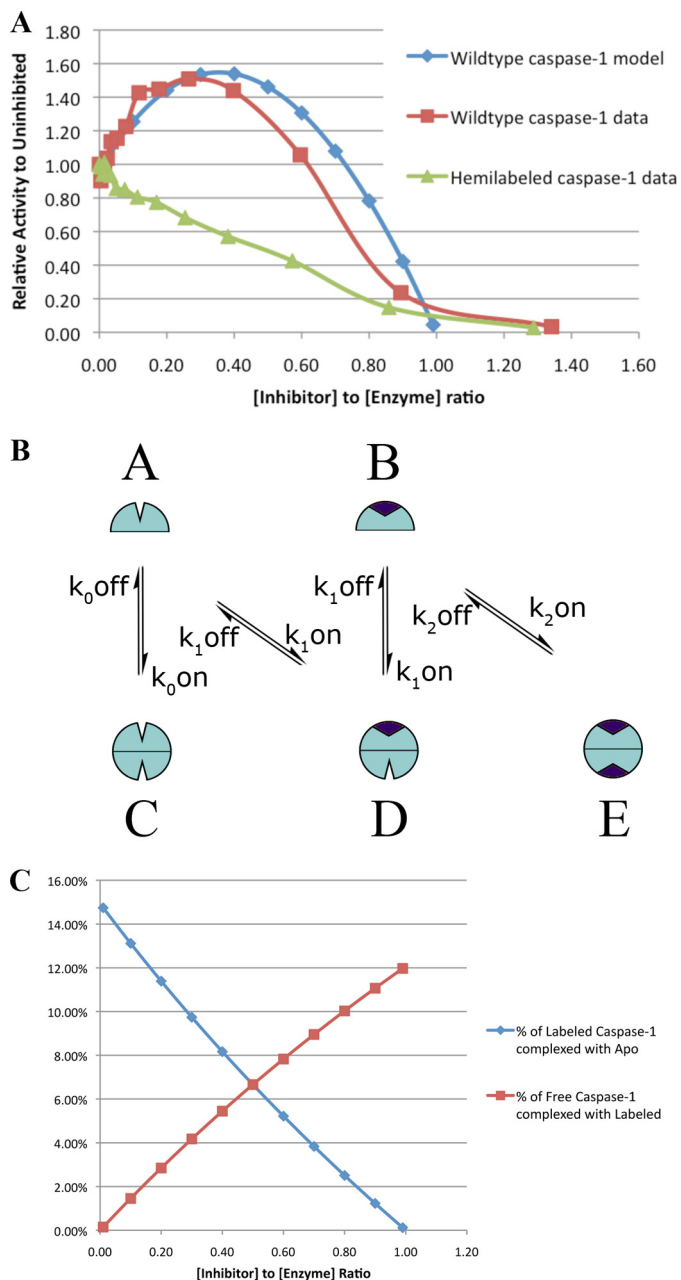 A
Relative Activity to Uninhibited
1.80
1.60
1.40
1.20
1.00
0.80
0.60
0.40
0.20
0.00
0.00 0.20 0.40 0.60 0.80 1.00 1.20 1.40 1.60
[Inhibitor] to [Enzyme] ratio
Wildtype caspase-1 model
Wildtype caspase-1 data
Hemilabeled caspase-1 data
B
A B
k0off
k0on
k1off
k1on
k1off
k1on
k2off
k2on
C D E
C
16.00%
14.00%
12.00%
10.00%
8.00%
6.00%
4.00%
2.00%
0.00%
0.00 0.20 0.40 0.60 0.80 1.00 1.20
[Inhibitor] to [Enzyme] Ratio
% of Labeled Caspase-1
complexed with Apo
% of Free Caspase-1
complexed with Labeled